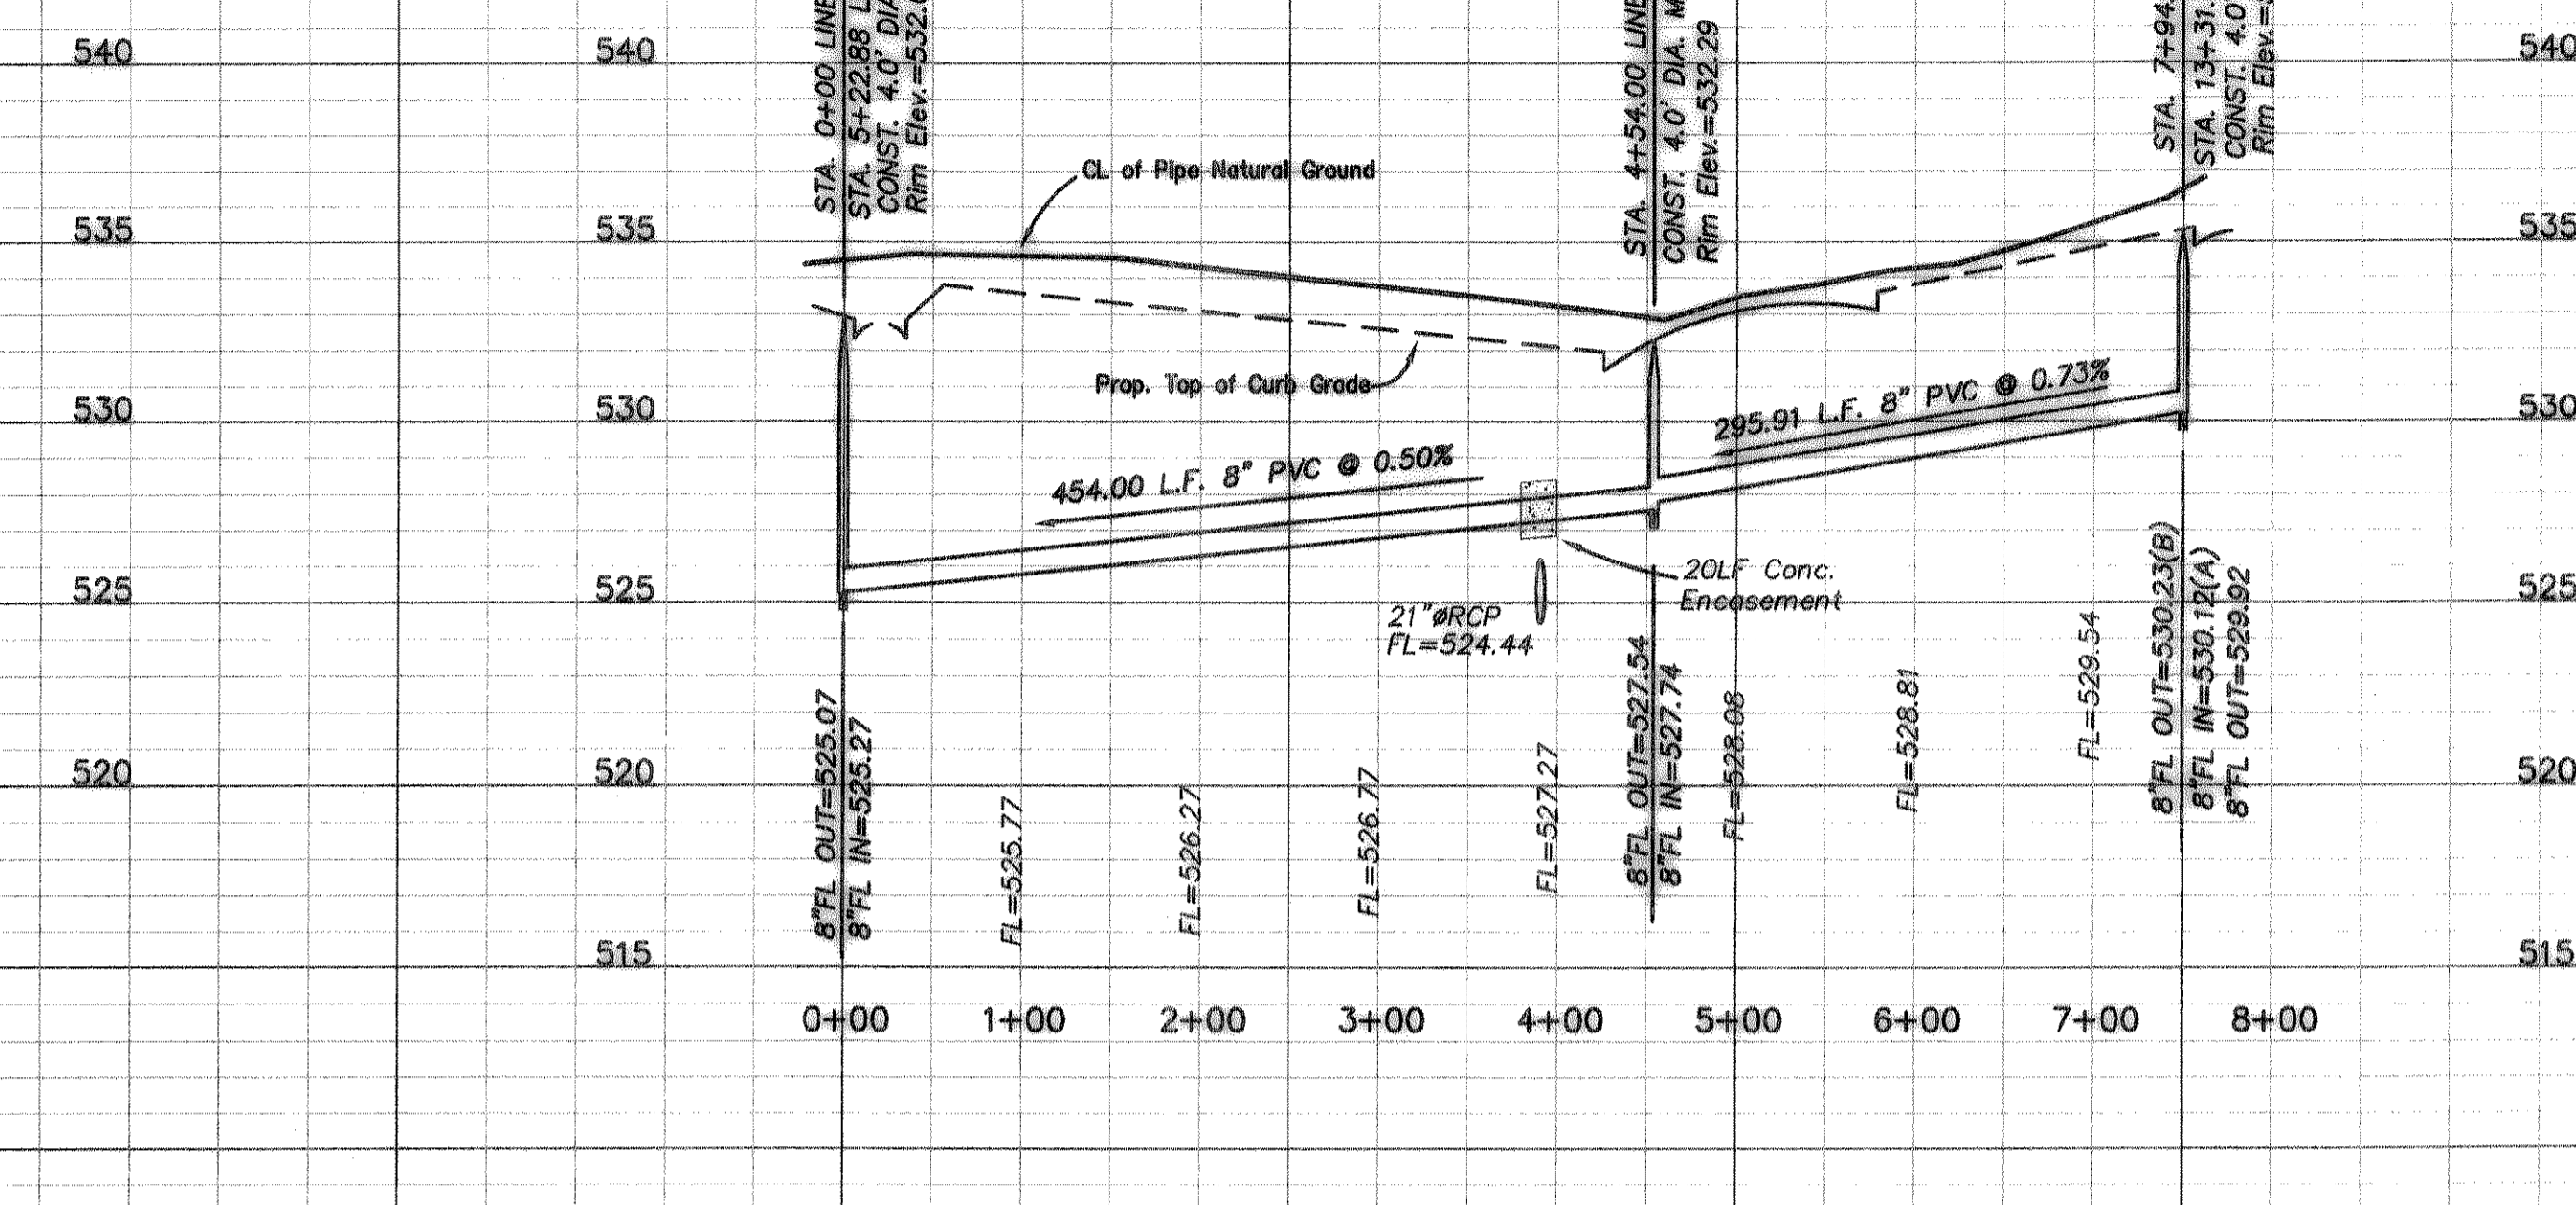 540
540
540
535
535
535
530
530
530
525
525
525
520
520
520
515
515
STA. 0+00
STA. 5+22.88
CONST. 4.0'
Rim Elev.=532.
CL of Pipe Natural Ground
Prop. Top of Curb Grade
454.00 L.F. 8" PVC @ 0.50%
STA. 4+54.00
CONST. 4.0' DIA.
Rim Elev.=532.29
295.91 L.F. 8" PVC @ 0.73%
STA. 7+94.
STA. 13+31.
CONST. 4.0'
Rim Elev.=
20LF Conc.
Encasement
21"øRCP
FL=524.44
8"FL OUT=525.07
8"FL IN=525.27
FL=525.77
FL=526.27
FL=526.77
FL=527.27
8"FL OUT=527.54
8"FL IN=527.74
FL=528.08
FL=528.81
FL=529.54
8"FL OUT=530.23(B)
8"FL IN=530.12(A)
8"FL OUT=529.92
0+00
1+00
2+00
3+00
4+00
5+00
6+00
7+00
8+00